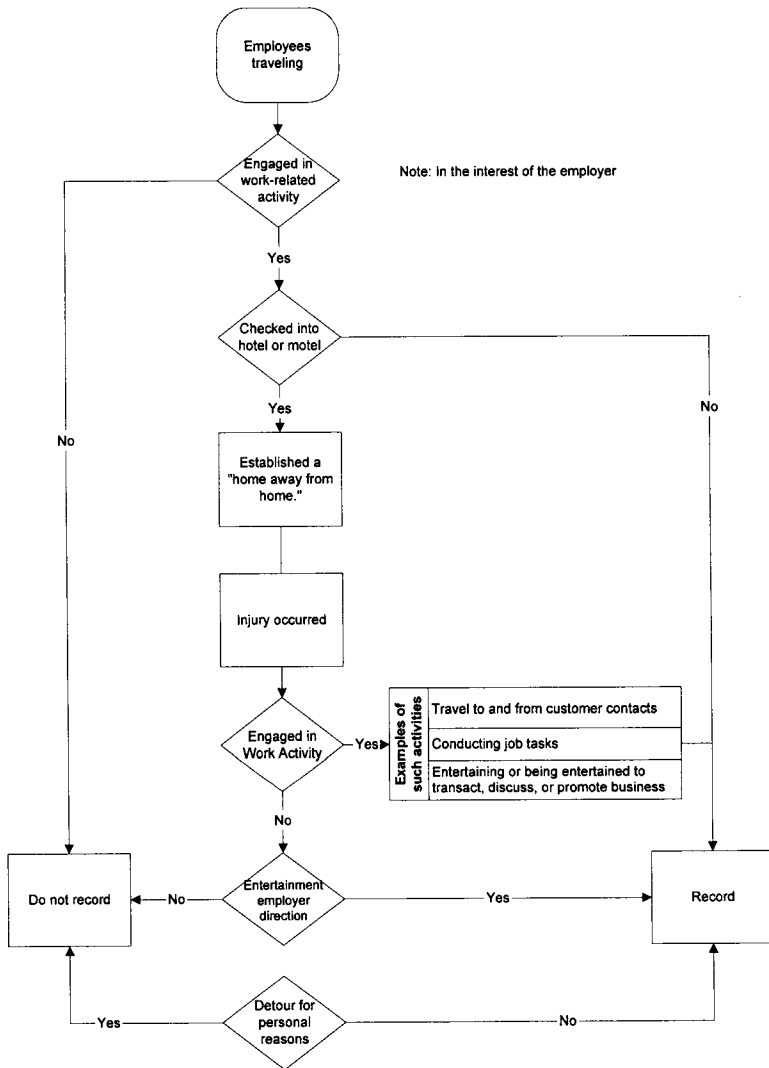 Employees
traveling
Engaged in
work-related
activity
Note: In the interest of the employer
Yes
Checked into
hotel or motel
Yes
No
No
Established a
"home away from
home."
Injury occurred
Engaged in
Work Activity
Yes
Examples of
such activities
Travel to and from customer contacts
Conducting job tasks
Entertaining or being entertained to
transact, discuss, or promote business
No
Do not record
No
Entertainment
employer
direction
Yes
Record
Yes
Detour for
personal
reasons
No